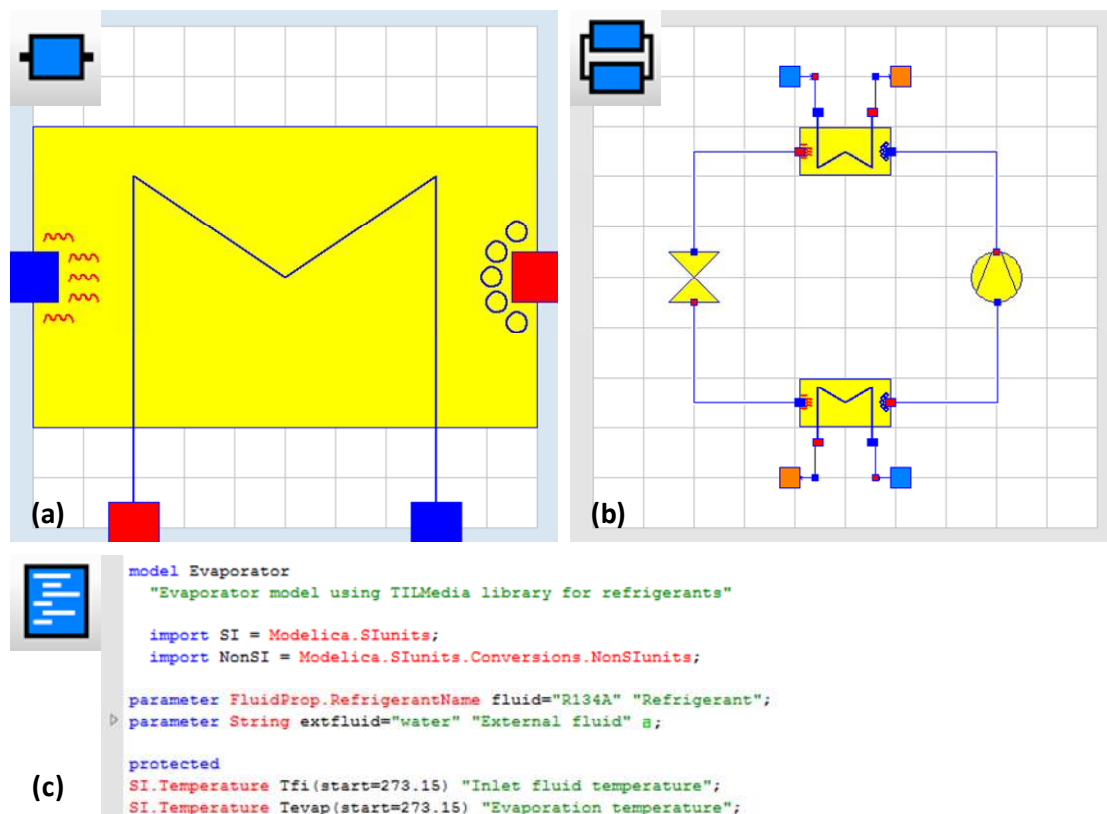 (a)
(b)
(c)
model Evaporator
"Evaporator model using TILMedia library for refrigerants"
import SI = Modelica.SIunits;
import NonSI = Modelica.SIunits.Conversions.NonSIunits;
parameter FluidProp.RefrigerantName fluid="R134A" "Refrigerant";
parameter String extfluid="water" "External fluid" a;
protected
SI.Temperature Tfi(start=273.15) "Inlet fluid temperature";
SI.Temperature Tevap(start=273.15) "Evaporation temperature";